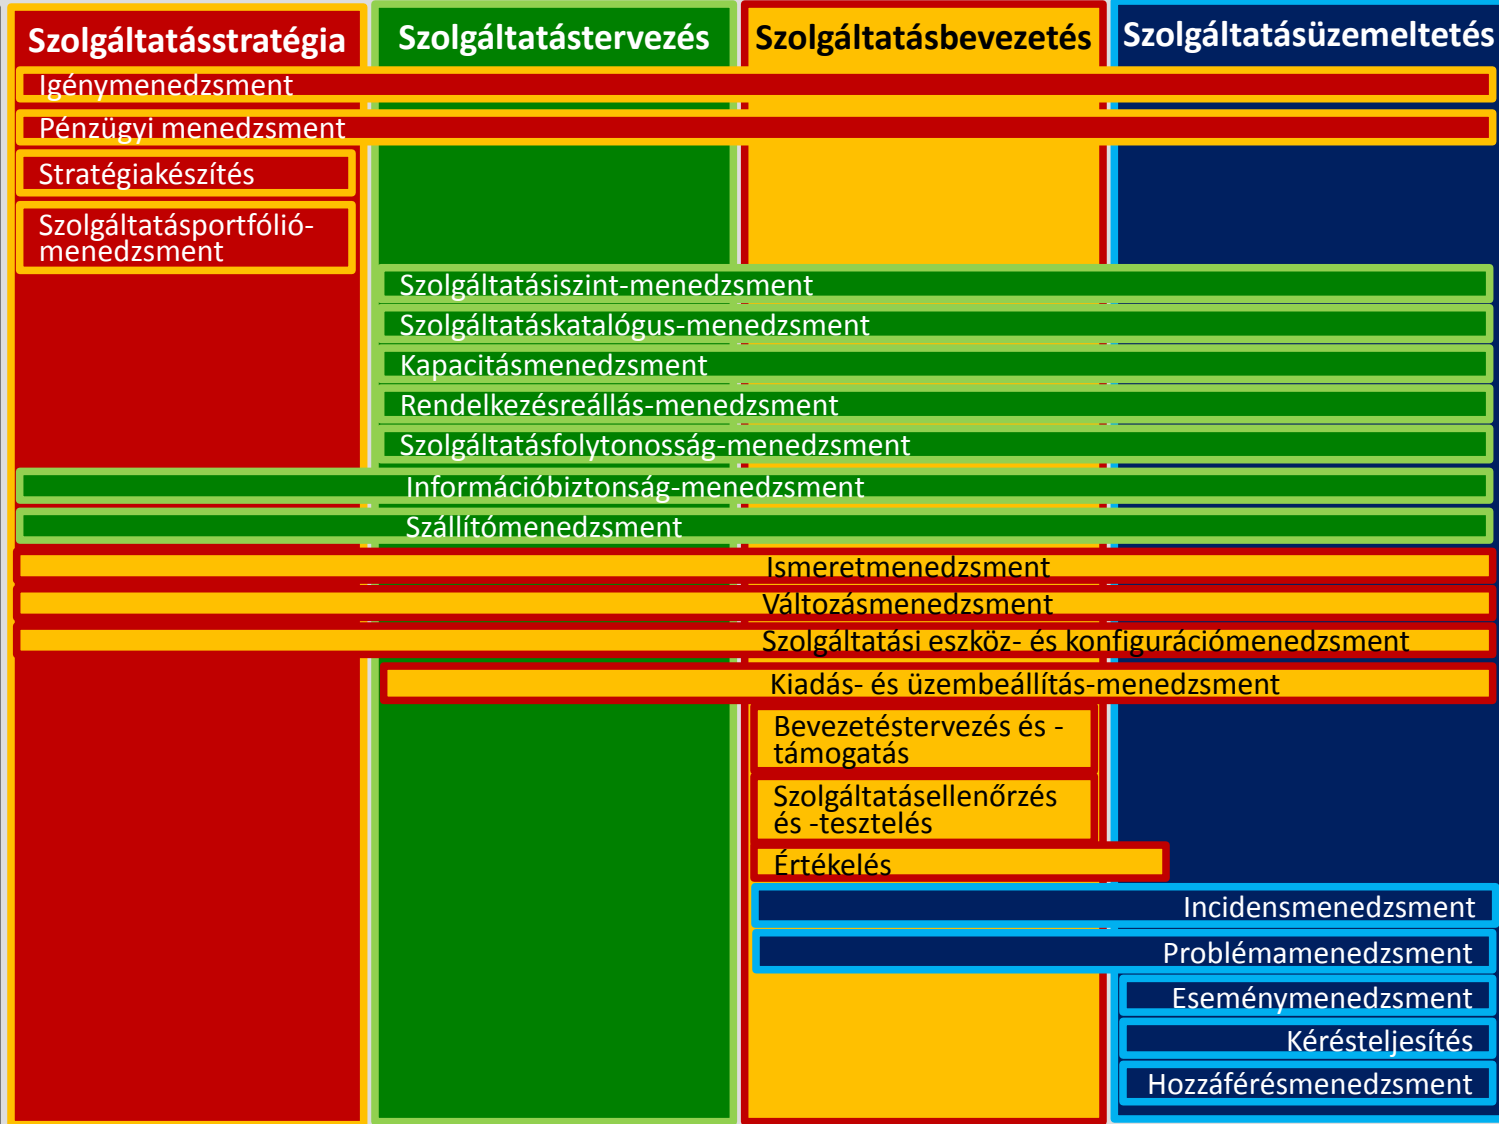 Szolgáltatásstratégia
Szolgáltatástervezés
Szolgáltatásbevezetés
Szolgáltatásüzemeltetés
Igénymenedzsment
Pénzügyi menedzsment
Stratégiakészítés
Szolgáltatásportfólió-
menedzsment
Szolgáltatásiszint-menedzsment
Szolgáltatáskatalógus-menedzsment
Kapacitásmenedzsment
Rendelkezésreállás-menedzsment
Szolgáltatásfolytonosság-menedzsment
Információbiztonság-menedzsment
Szállítómenedzsment
Ismeretmenedzsment
Változásmenedzsment
Szolgáltatási eszköz- és konfigurációmenedzsment
Kiadás- és üzembeállítás-menedzsment
Bevezetéstervezés és -
támogatás
Szolgáltatásellenőrzés
és -tesztelés
Értékelés
Incidensmenedzsment
Problémamenedzsment
Eseménymenedzsment
Kérésteljesítés
Hozzáférésmenedzsment